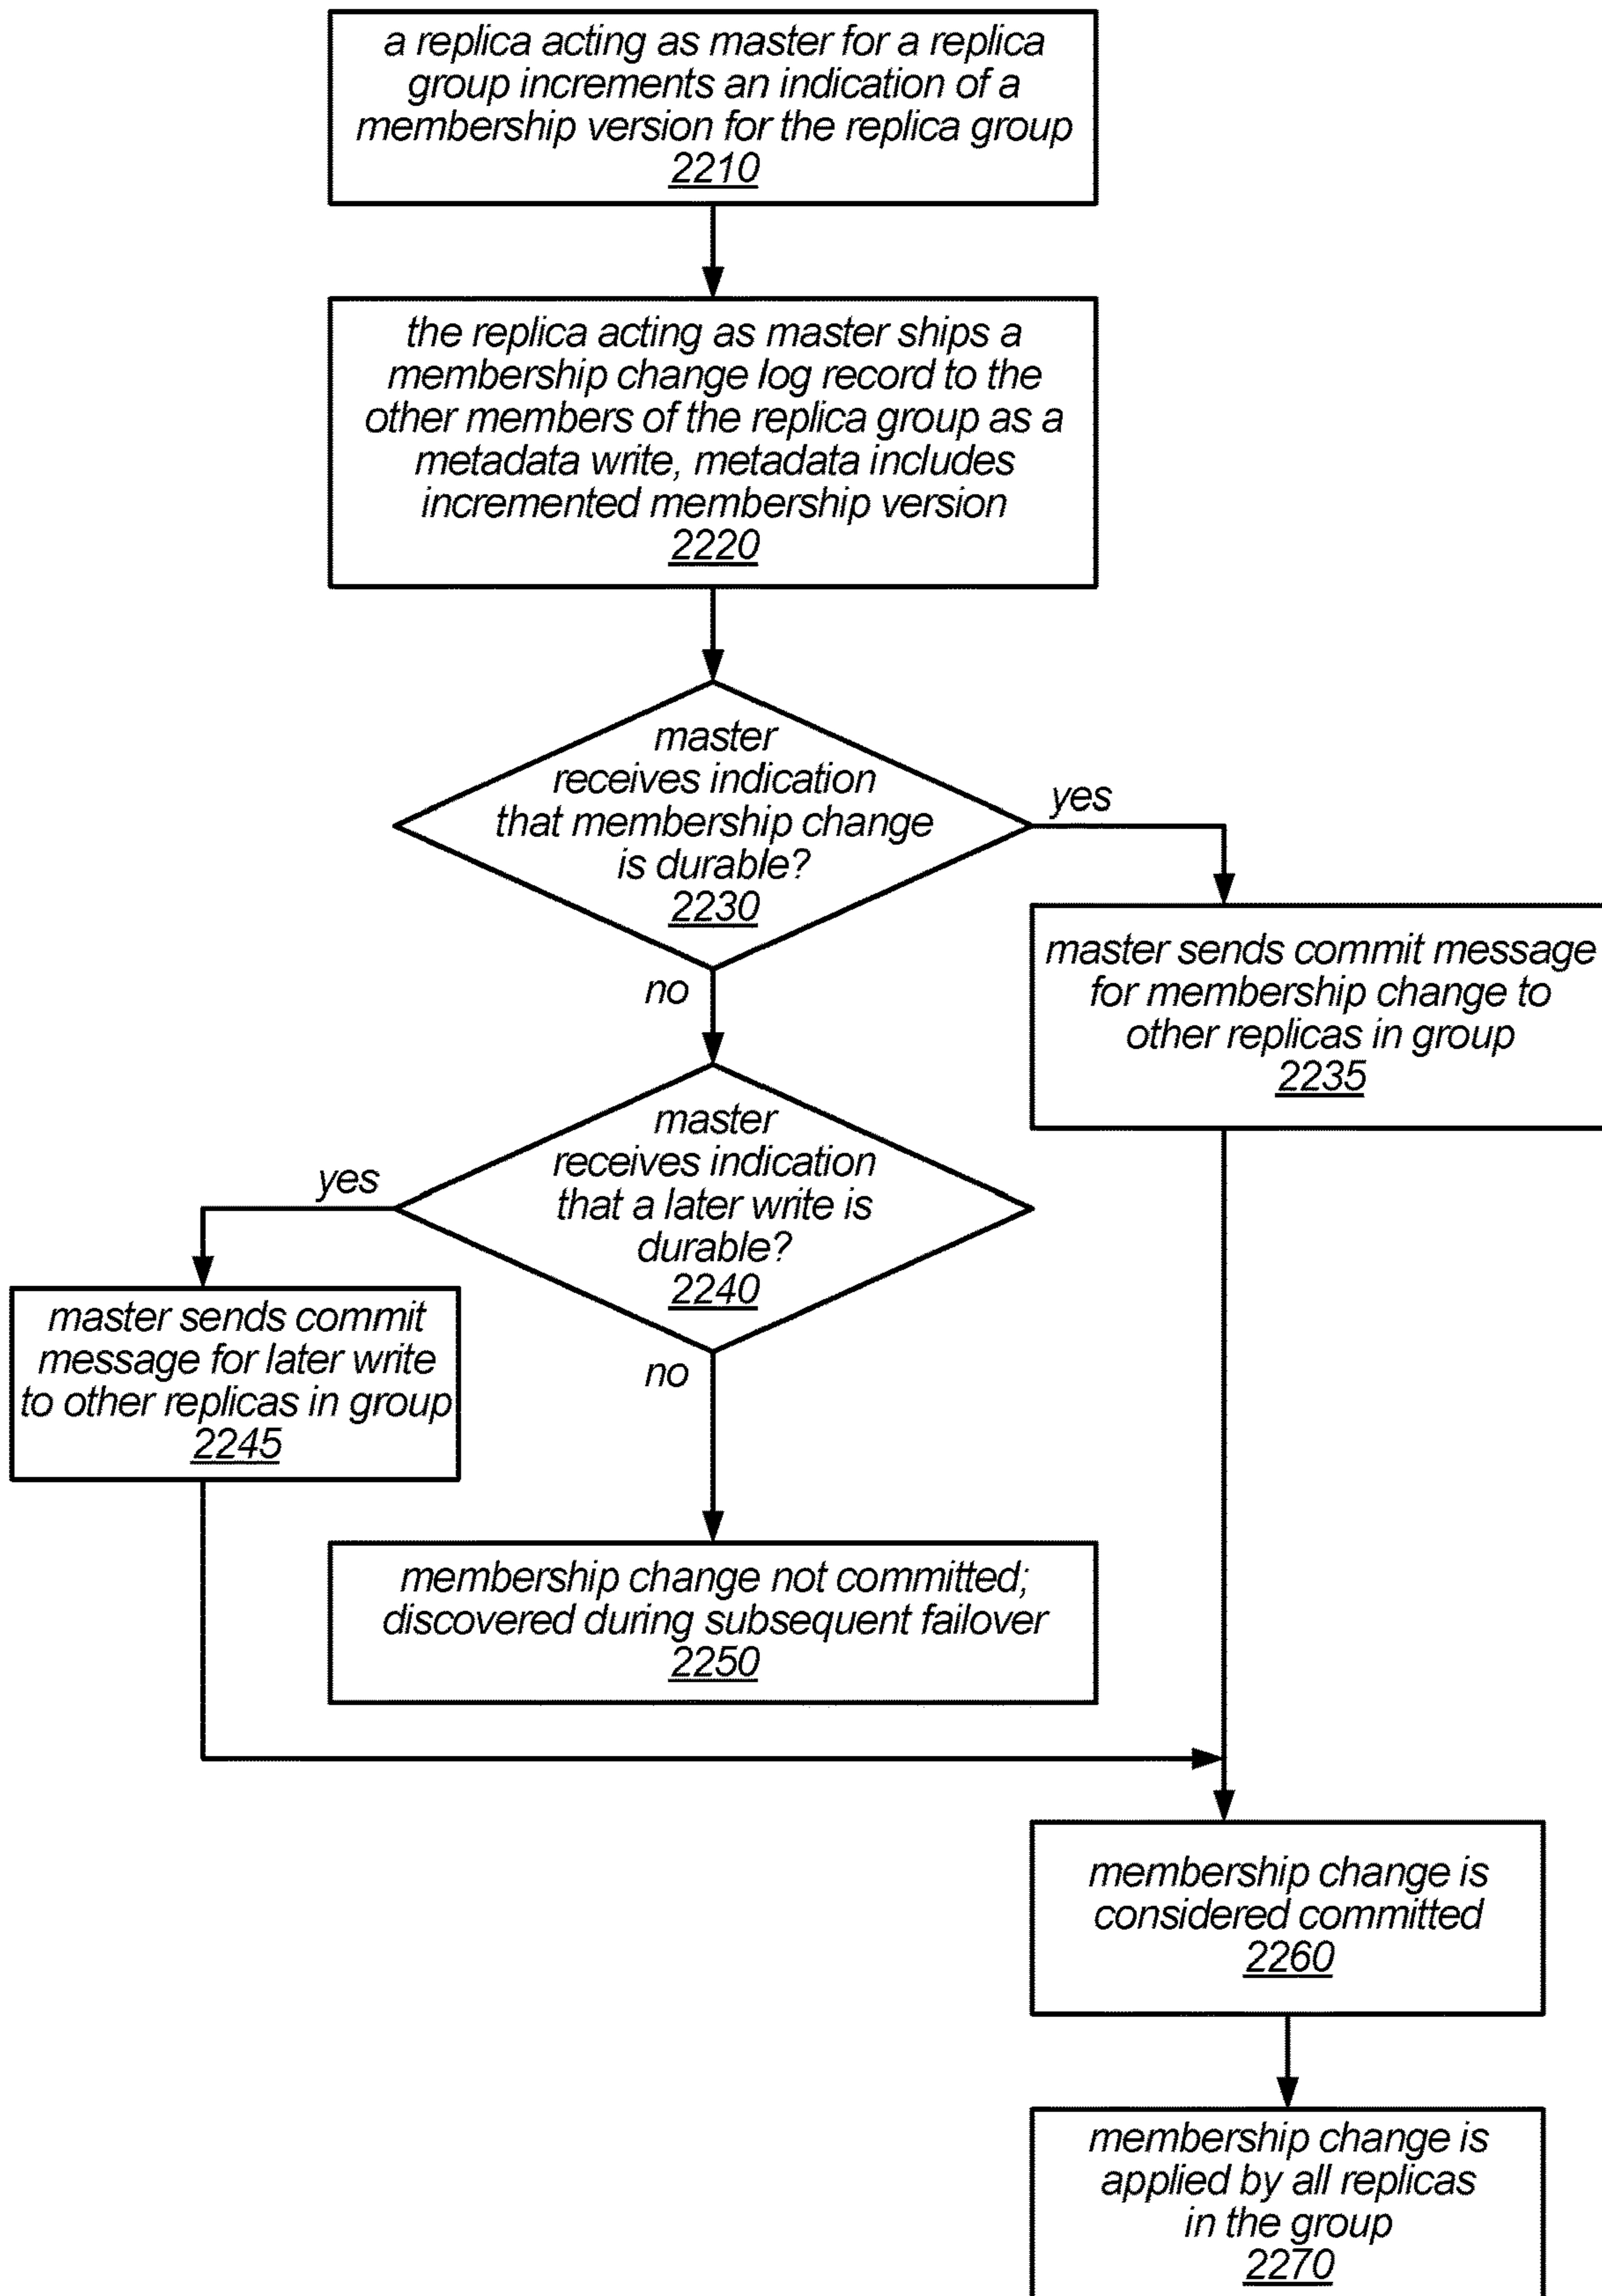 a replica acting as master for a replica
group increments an indication of a
membership version for the replica group
2210
the replica acting as master ships a
membership change log record to the
other members of the replica group as a
metadata write, metadata includes
incremented membership version
2220
master
receives indication
that membership change
is durable?
2230
yes
no
master sends commit message
for membership change to
other replicas in group
2235
master
receives indication
that a later write is
durable?
2240
yes
no
master sends commit
message for later write
to other replicas in group
2245
membership change not committed;
discovered during subsequent failover
2250
membership change is
considered committed
2260
membership change is
applied by all replicas
in the group
2270